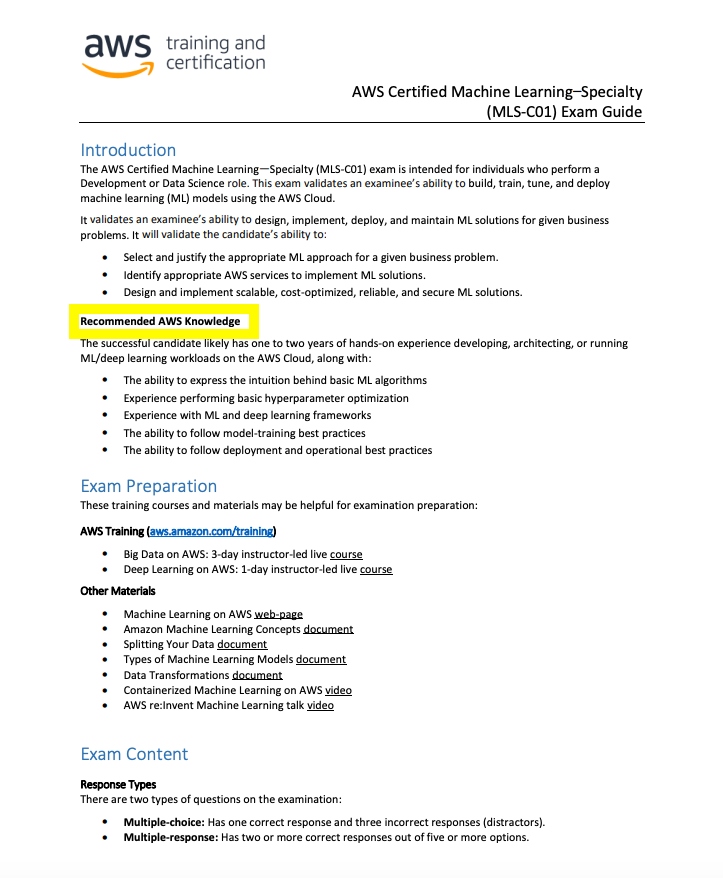 aws training and
certification
AWS Certified Machine Learning—Specialty
(MLS-C01) Exam Guide
Introduction
The AWS Certified Machine Learning—Specialty (MLS-C01) exam is intended for individuals who perform a
Development or Data Science role. This exam validates an examinee's ability to build, train, tune, and deploy
machine learning (ML) models using the AWS Cloud.
It validates an examinee's ability to design, implement, deploy, and maintain ML solutions for given business
problems. It will validate the candidate's ability to:
• Select and justify the appropriate ML approach for a given business problem.
• Identify appropriate AWS services to implement ML solutions.
• Design and implement scalable, cost-optimized, reliable, and secure ML solutions.
Recommended AWS Knowledge
The successful candidate likely has one to two years of hands-on experience developing, architecting, or running
ML/deep learning workloads on the AWS Cloud, along with:
• The ability to express the intuition behind basic ML algorithms
• Experience performing basic hyperparameter optimization
• Experience with ML and deep learning frameworks
• The ability to follow model-training best practices
• The ability to follow deployment and operational best practices
Exam Preparation
These training courses and materials may be helpful for examination preparation:
AWS Training (aws.amazon.com/training)
• Big Data on AWS: 3-day instructor-led live course
• Deep Learning on AWS: 1-day instructor-led live course
Other Materials
• Machine Learning on AWS web-page
• Amazon Machine Learning Concepts document
• Splitting Your Data document
• Types of Machine Learning Models document
• Data Transformations document
• Containerized Machine Learning on AWS video
• AWS re:Invent Machine Learning talk video
Exam Content
Response Types
There are two types of questions on the examination:
• Multiple-choice: Has one correct response and three incorrect responses (distractors).
• Multiple-response: Has two or more correct responses out of five or more options.